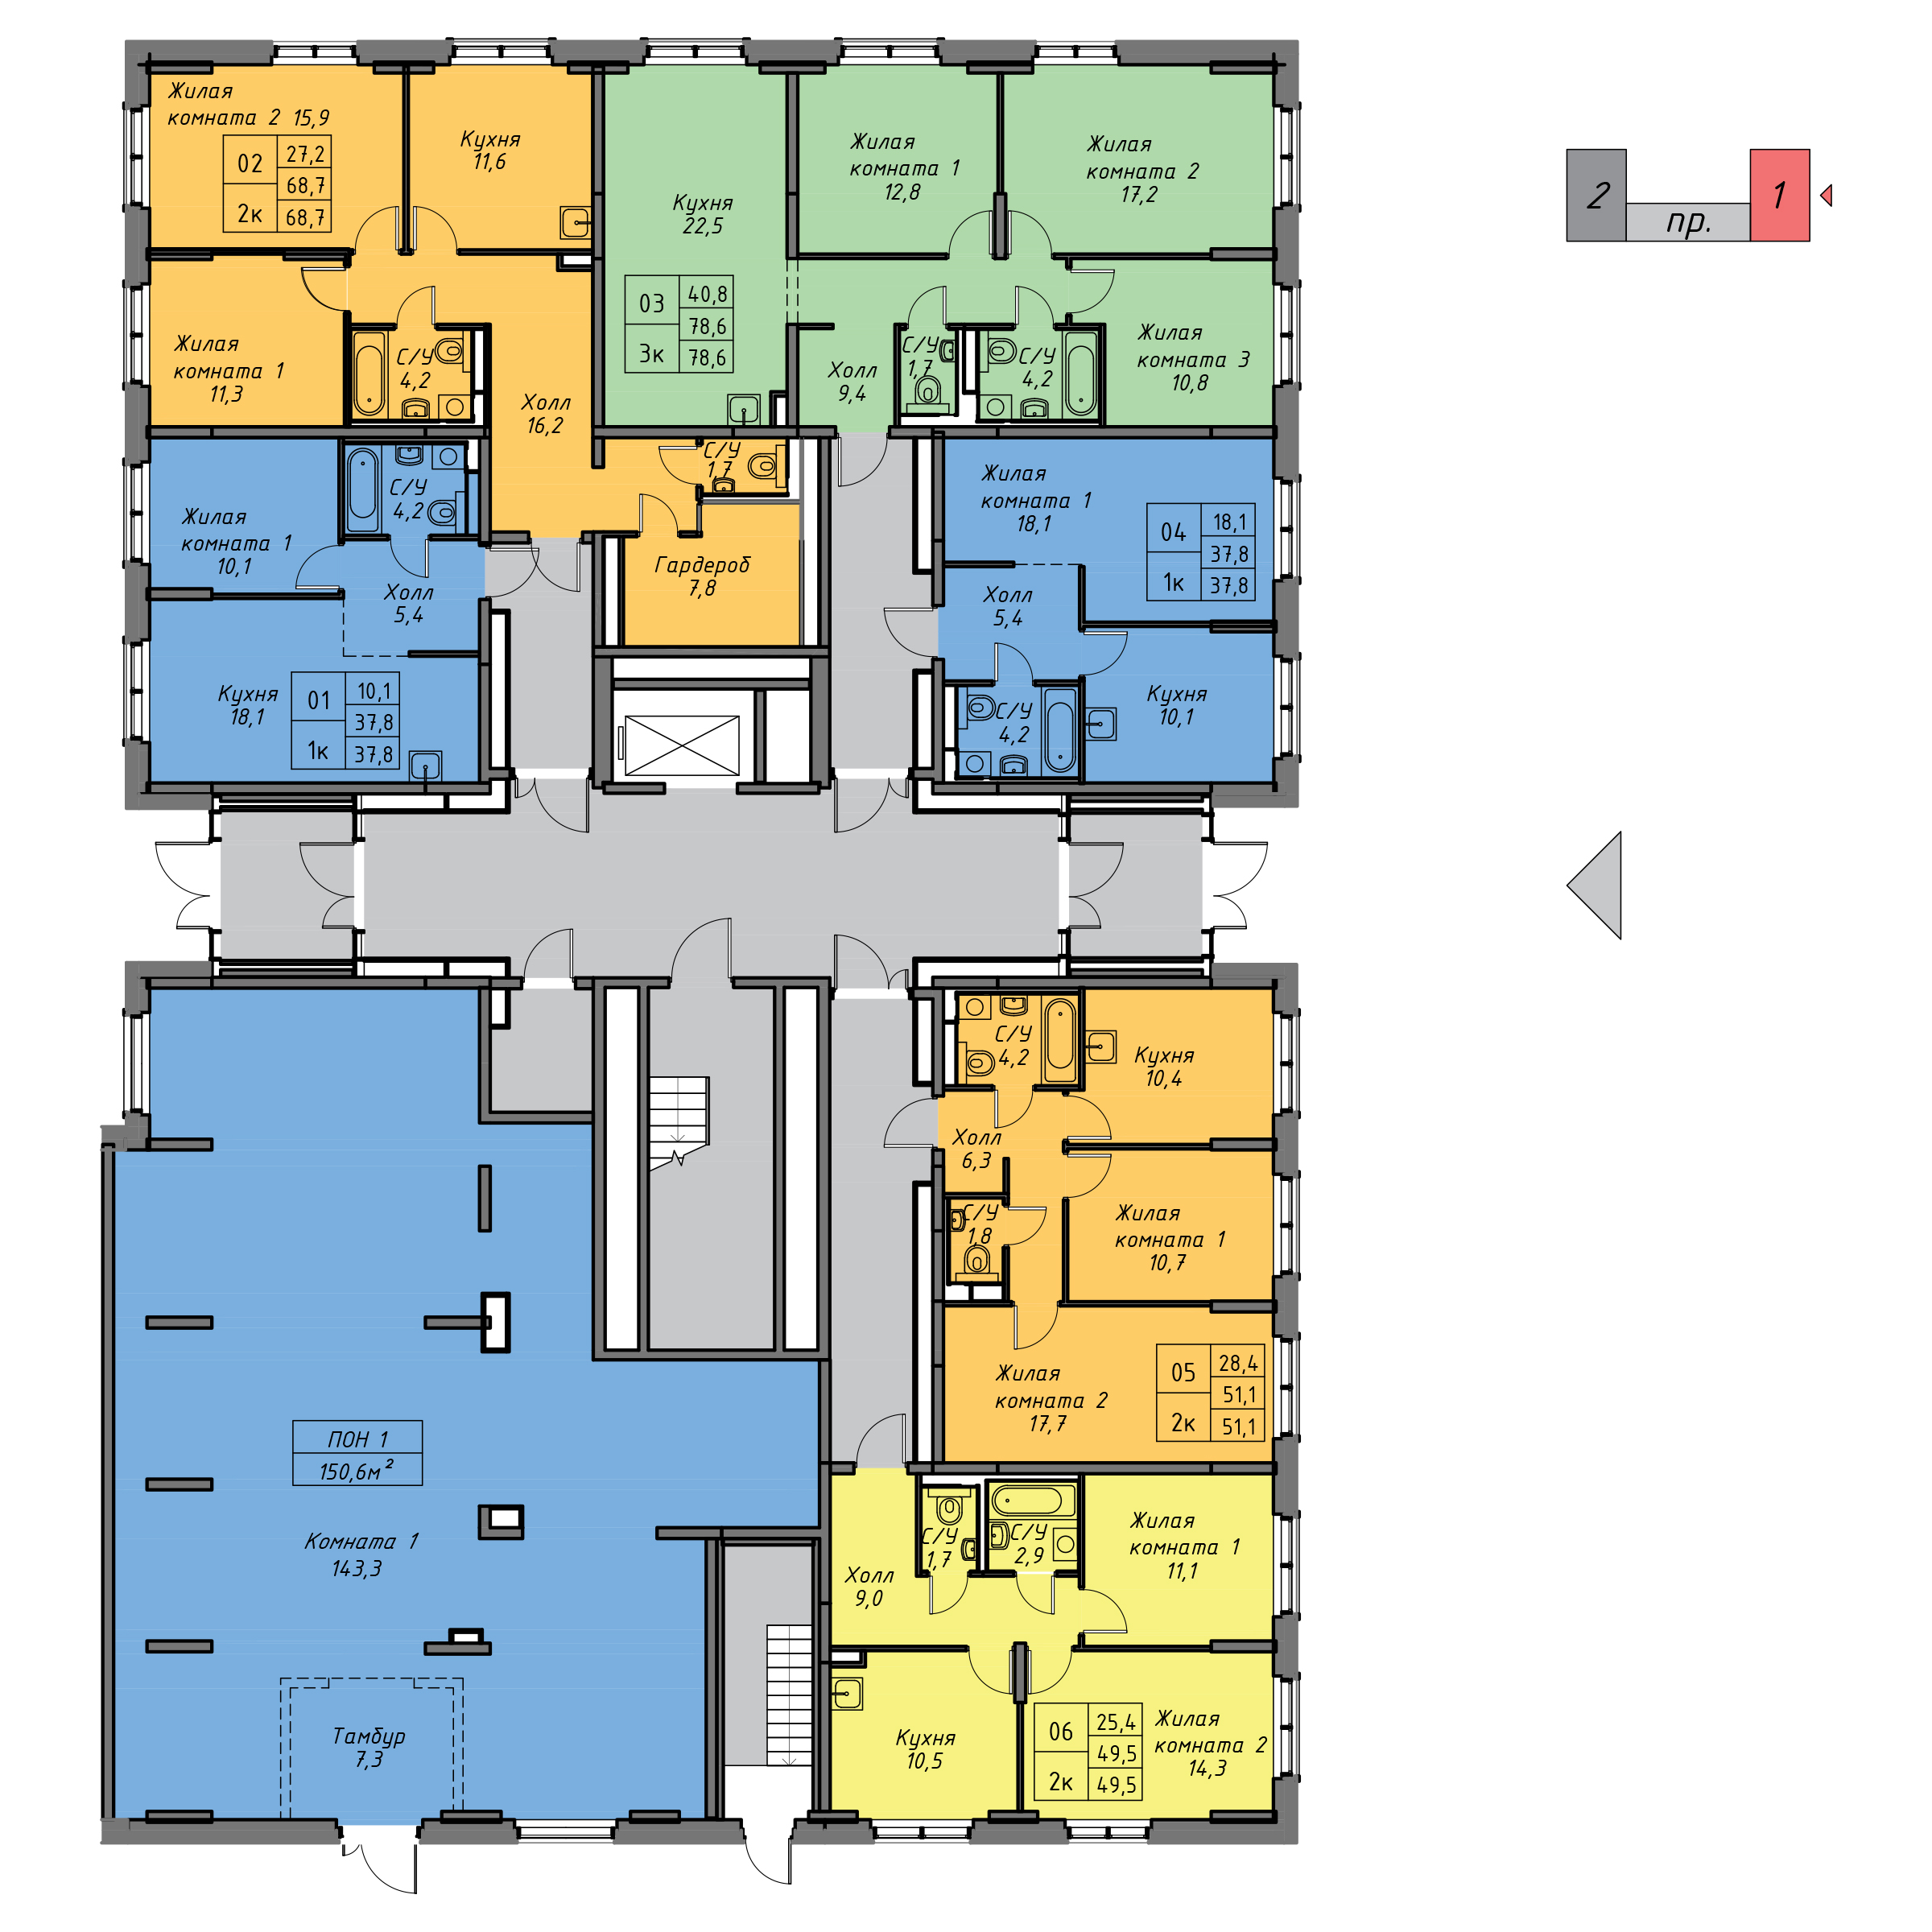 Жилая
комната 2 15,9
02
2к
27,2
68,7
68,7
Кухня
11,6
Кухня
22,5
03
3к
40,8
78,6
78,6
Жилая
комната 1
12,8
Жилая
комната 2
17,2
2
пр.
1
Жилая
комната 1
11,3
С/У
4,2
Холл
16,2
Холл
9,4
С/У
1,7
С/У
4,2
Жилая
комната 3
10,8
Жилая
комната 1
10,1
С/У
4,2
С/У
1,7
Жилая
комната 1
18,1
04
1к
18,1
37,8
37,8
Холл
5,4
Гардероб
7,8
Холл
5,4
Кухня
18,1
01
1к
10,1
37,8
37,8
С/У
4,2
Кухня
10,1
С/У
4,2
Кухня
10,4
Холл
6,3
С/У
1,8
Жилая
комната 1
10,7
Жилая
комната 2
17,7
05
2к
28,4
51,1
51,1
ПОН 1
150,6м²
Комната 1
143,3
Тамбур
7,3
Холл
9,0
С/У
1,7
С/У
2,9
Жилая
комната 1
11,1
Кухня
10,5
06
2к
25,4
49,5
49,5
Жилая
комната 2
14,3